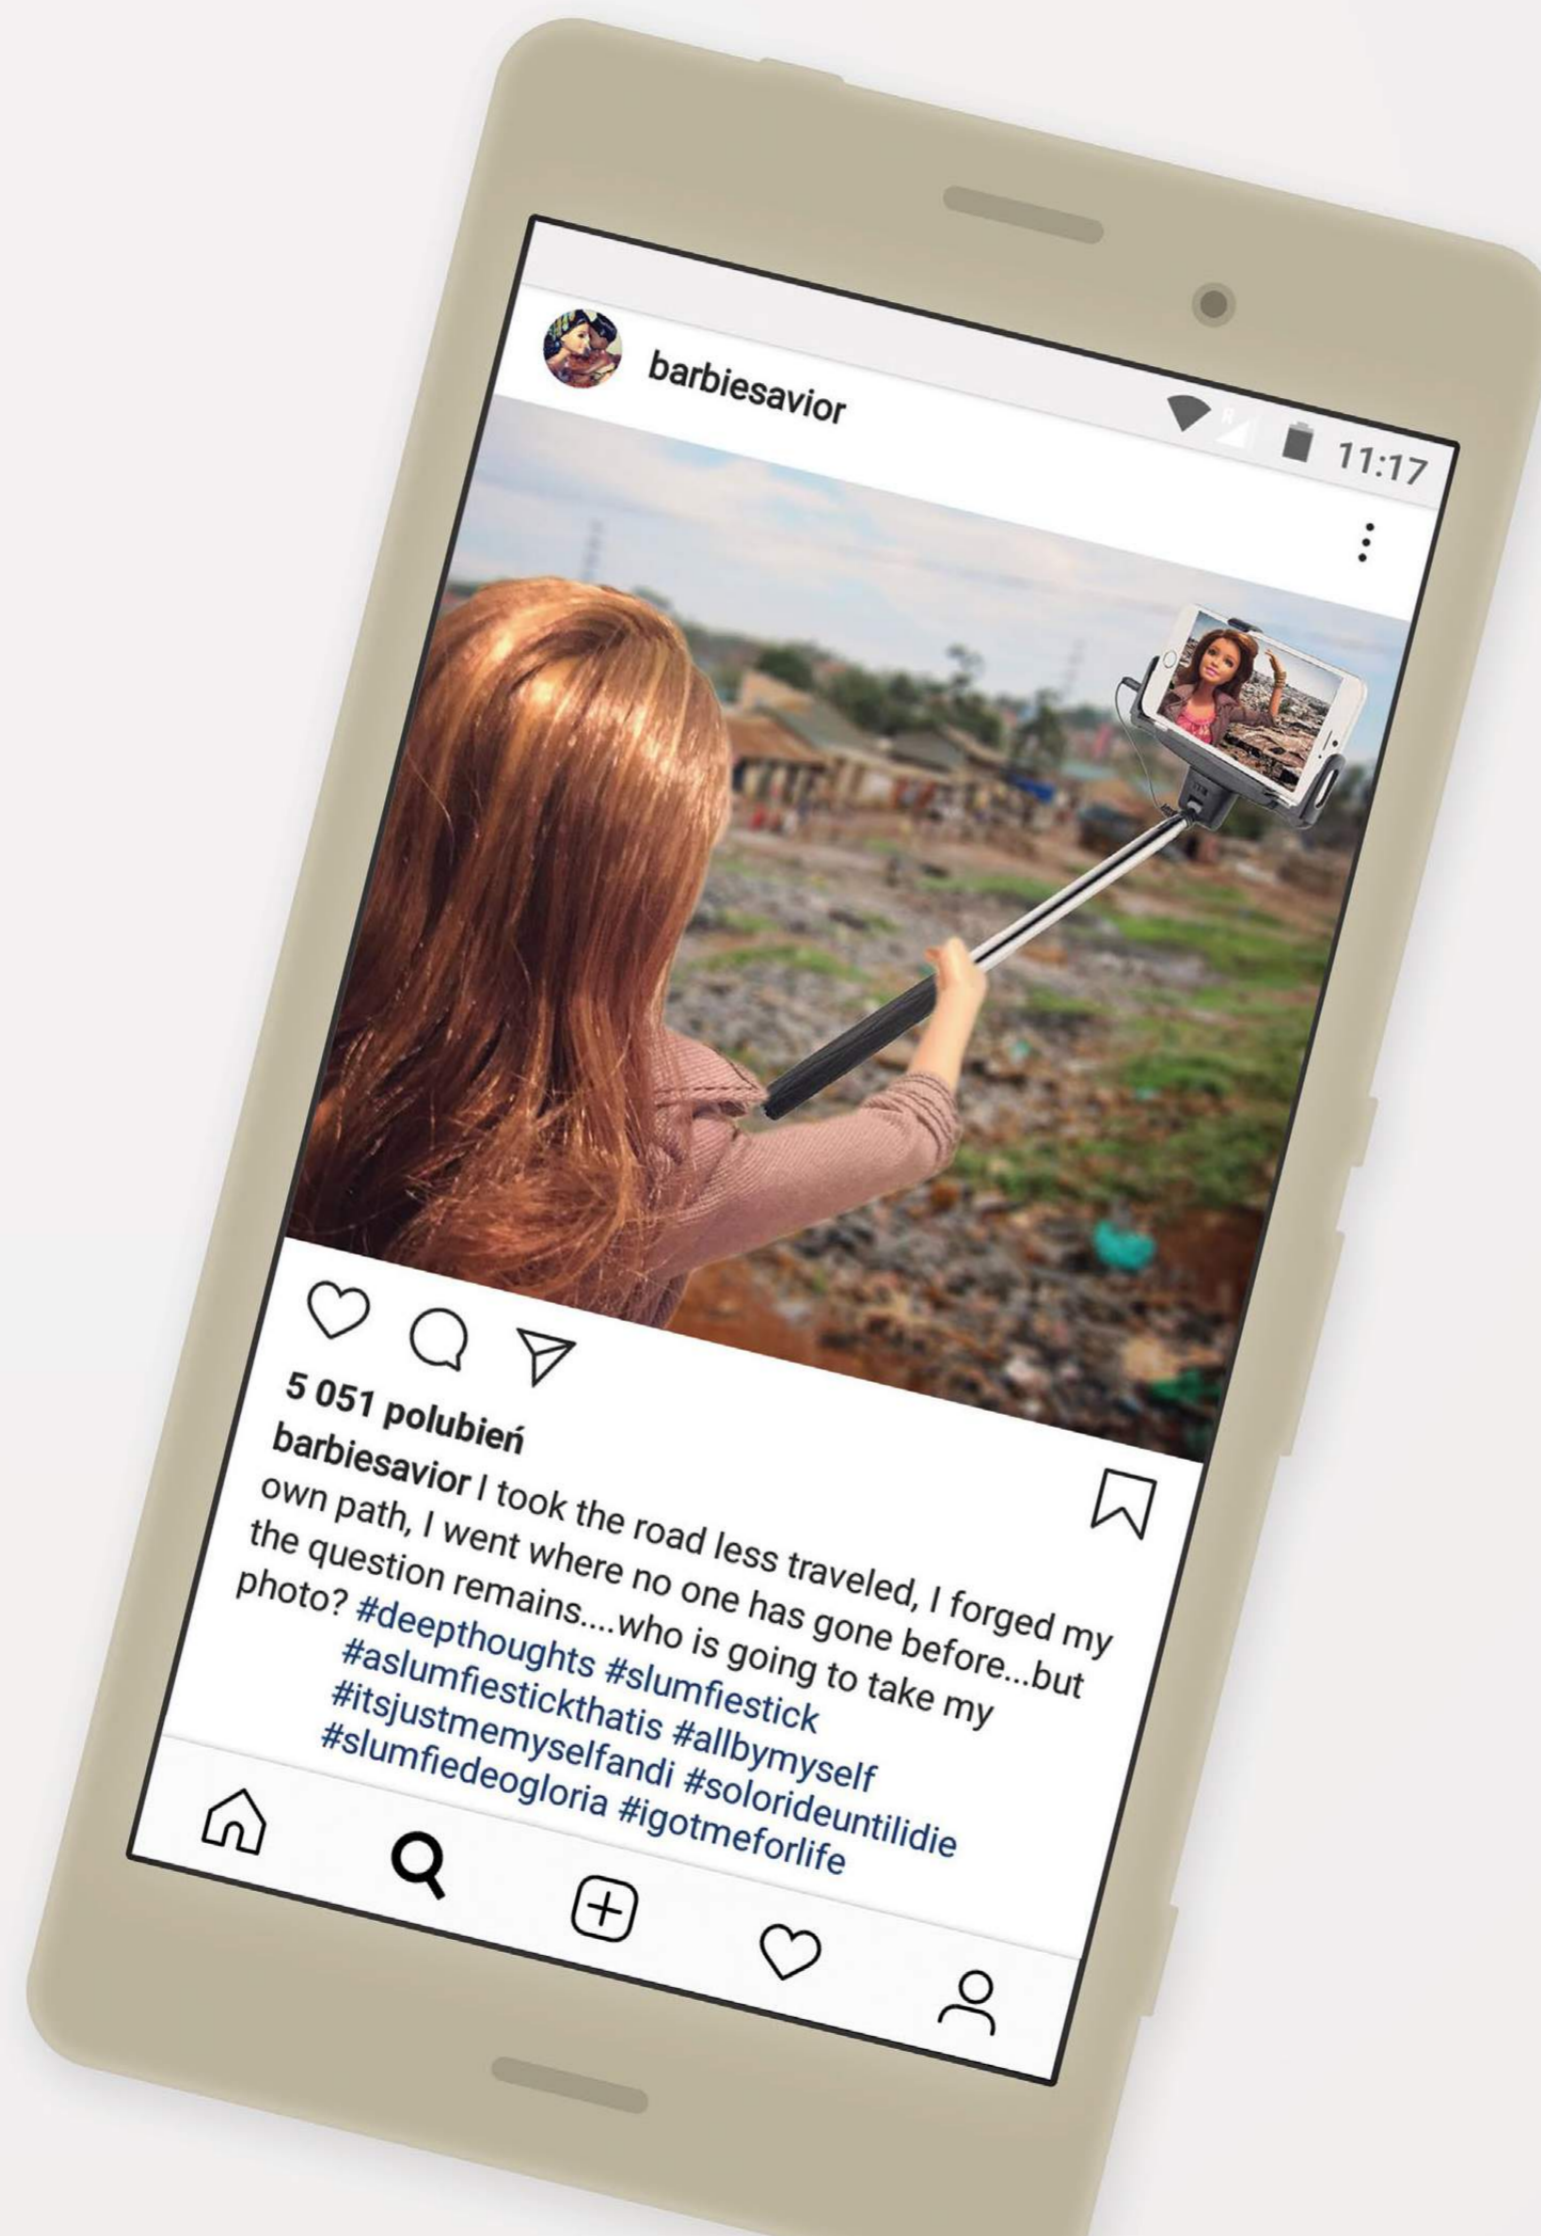 11:17
barbiesavior
5 051 polubień
barbiesavior I took the road less traveled, I forged my
own path, I went where no one has gone before...but
the question remains....who is going to take my
photo? #deepthoughts #slumfiestick
#aslumfiestickthatis #allbymyself
#itsjustmemyselfandi #solorideuntilidie
#slumfiedeogloria #igotmeforlife